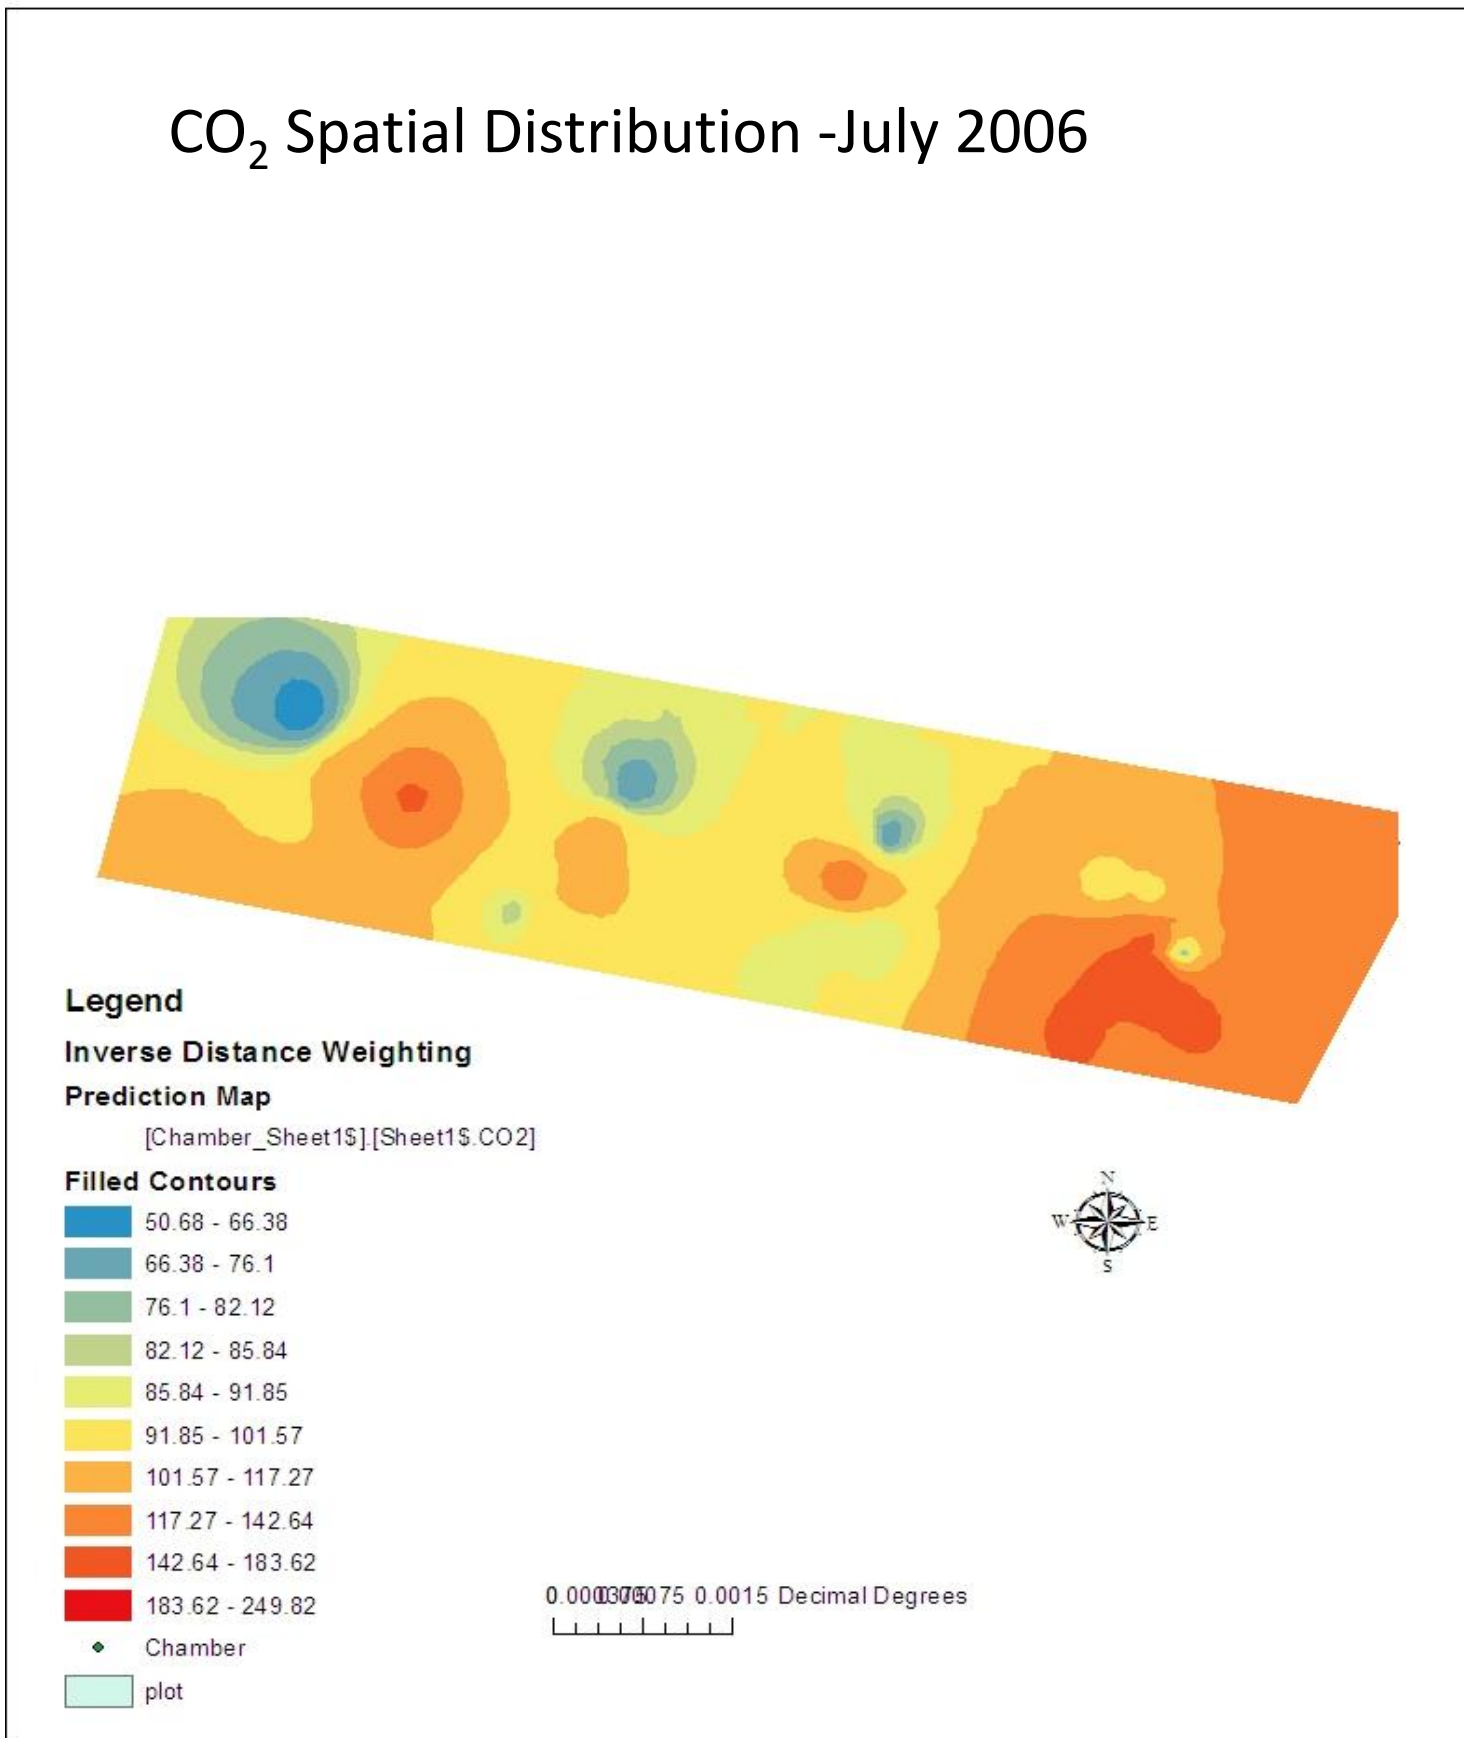 CO₂ Spatial Distribution -July 2006
Legend
Inverse Distance Weighting
Prediction Map
[Chamber_Sheet1$].[Sheet1$.CO2]
Filled Contours
50.68 - 66.38
66.38 - 76.1
76.1 - 82.12
82.12 - 85.84
85.84 - 91.85
91.85 - 101.57
101.57 - 117.27
117.27 - 142.64
142.64 - 183.62
183.62 - 249.82
Chamber
plot
N
W E
S
0.0015 Decimal Degrees